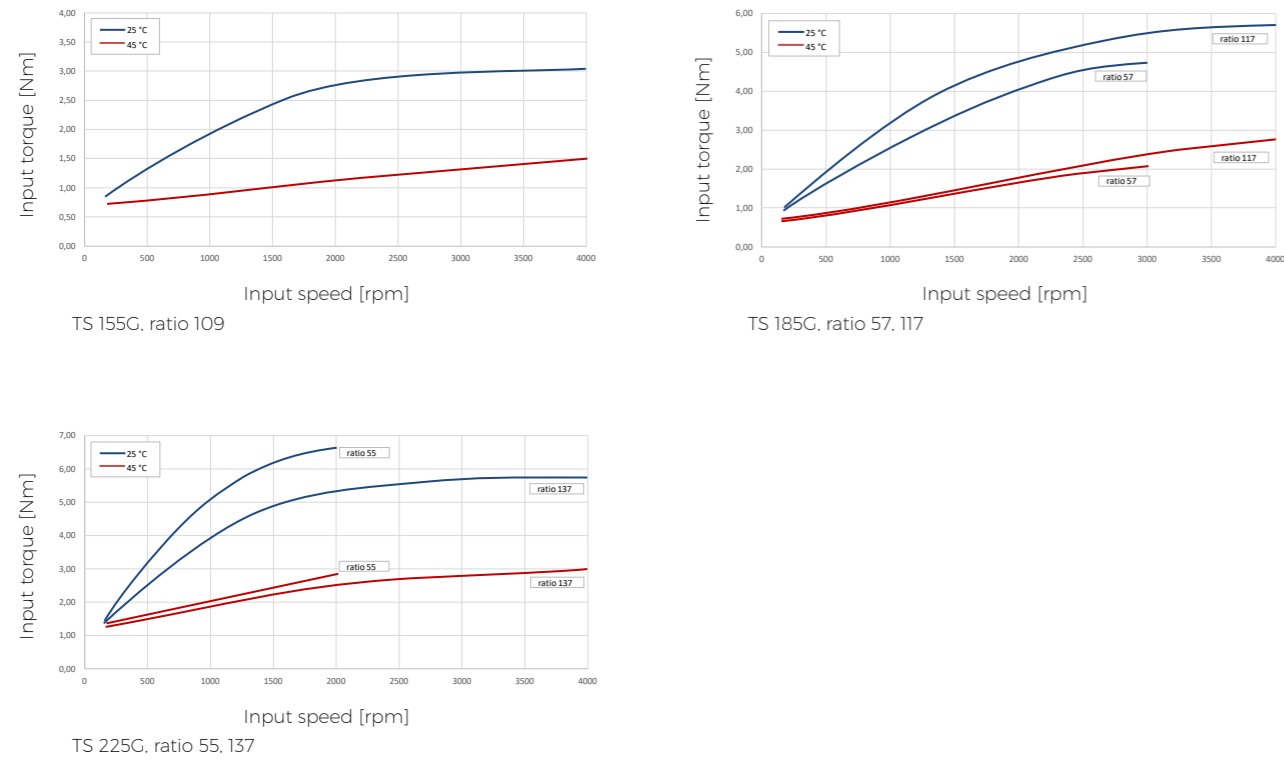 4,00
3,50
3,00
2,50
2,00
1,50
1,00
0,50
0,00
25 °C
45 °C
0 500 1000 1500 2000 2500 3000 3500 4000
Input torque [Nm]
Input speed [rpm]
TS 155G, ratio 109
6,00
5,00
4,00
3,00
2,00
1,00
0,00
25 °C
45 °C
ratio 117
ratio 57
ratio 117
ratio 57
0 500 1000 1500 2000 2500 3000 3500 4000
Input torque [Nm]
Input speed [rpm]
TS 185G, ratio 57, 117
7,00
6,00
5,00
4,00
3,00
2,00
1,00
0,00
25 °C
45 °C
ratio 55
ratio 137
ratio 55
ratio 137
0 500 1000 1500 2000 2500 3000 3500 4000
Input torque [Nm]
Input speed [rpm]
TS 225G, ratio 55, 137